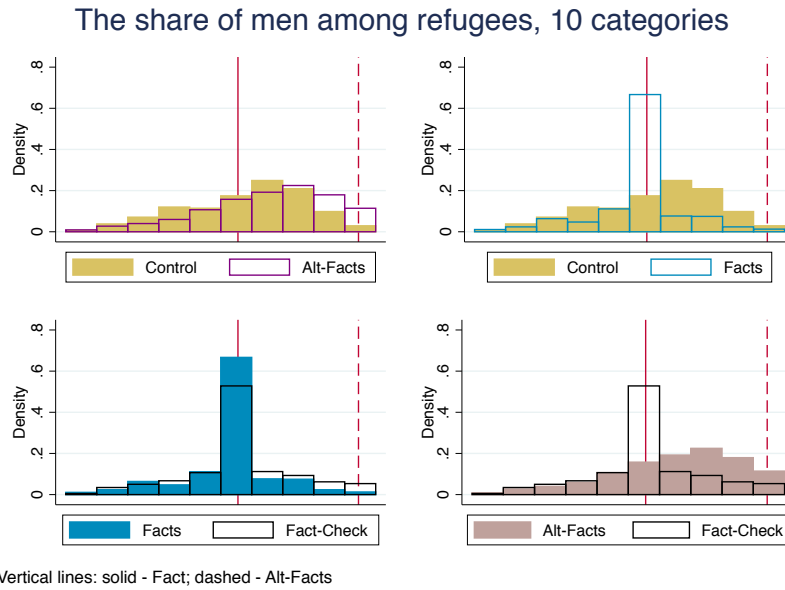 The share of men among refugees, 10 categories
Density
0 .2 .4 .6 .8
Control Alt-Facts
Density
0 .2 .4 .6 .8
Control Facts
Density
0 .2 .4 .6 .8
Facts Fact-Check
Density
0 .2 .4 .6 .8
Alt-Facts Fact-Check
Vertical lines: solid - Fact; dashed - Alt-Facts